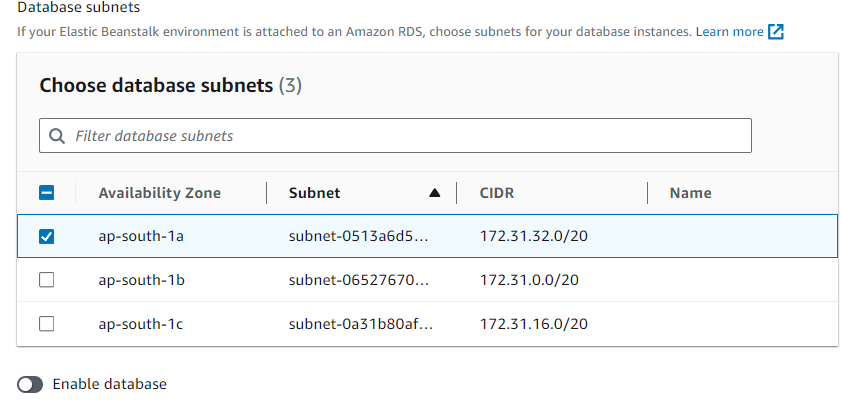 Database subnets
If your Elastic Beanstalk environment is attached to an Amazon RDS, choose subnets for your database instances. Learn more
Choose database subnets (3)
Filter database subnets
Availability Zone Subnet CIDR Name
ap-south-1a subnet-0513a6d5... 172.31.32.0/20
ap-south-1b subnet-06527670... 172.31.0.0/20
ap-south-1c subnet-0a31b80af... 172.31.16.0/20
Enable database